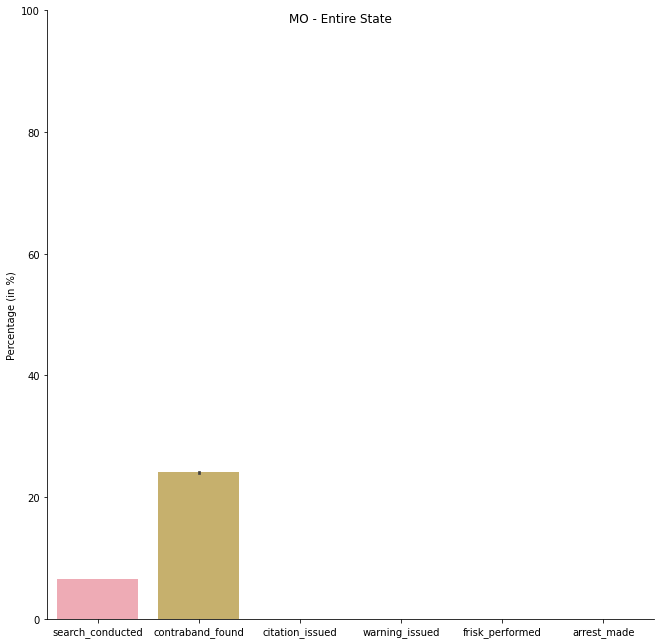 MO - Entire State
Percentage (in %)
100
80
60
40
20
0
search_conducted contraband_found citation_issued warning_issued frisk_performed arrest_made